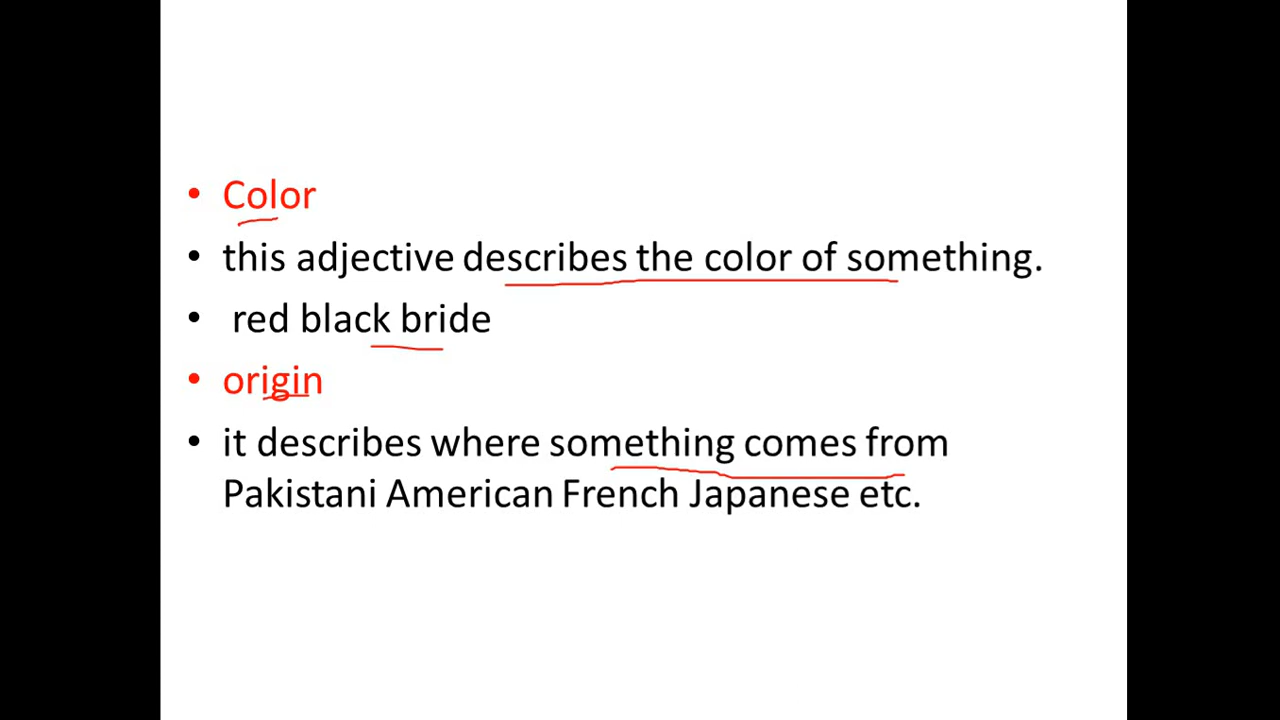 • Color
• this adjective describes the color of something.
• red black bride
• origin
• it describes where something comes from
Pakistani American French Japanese etc.